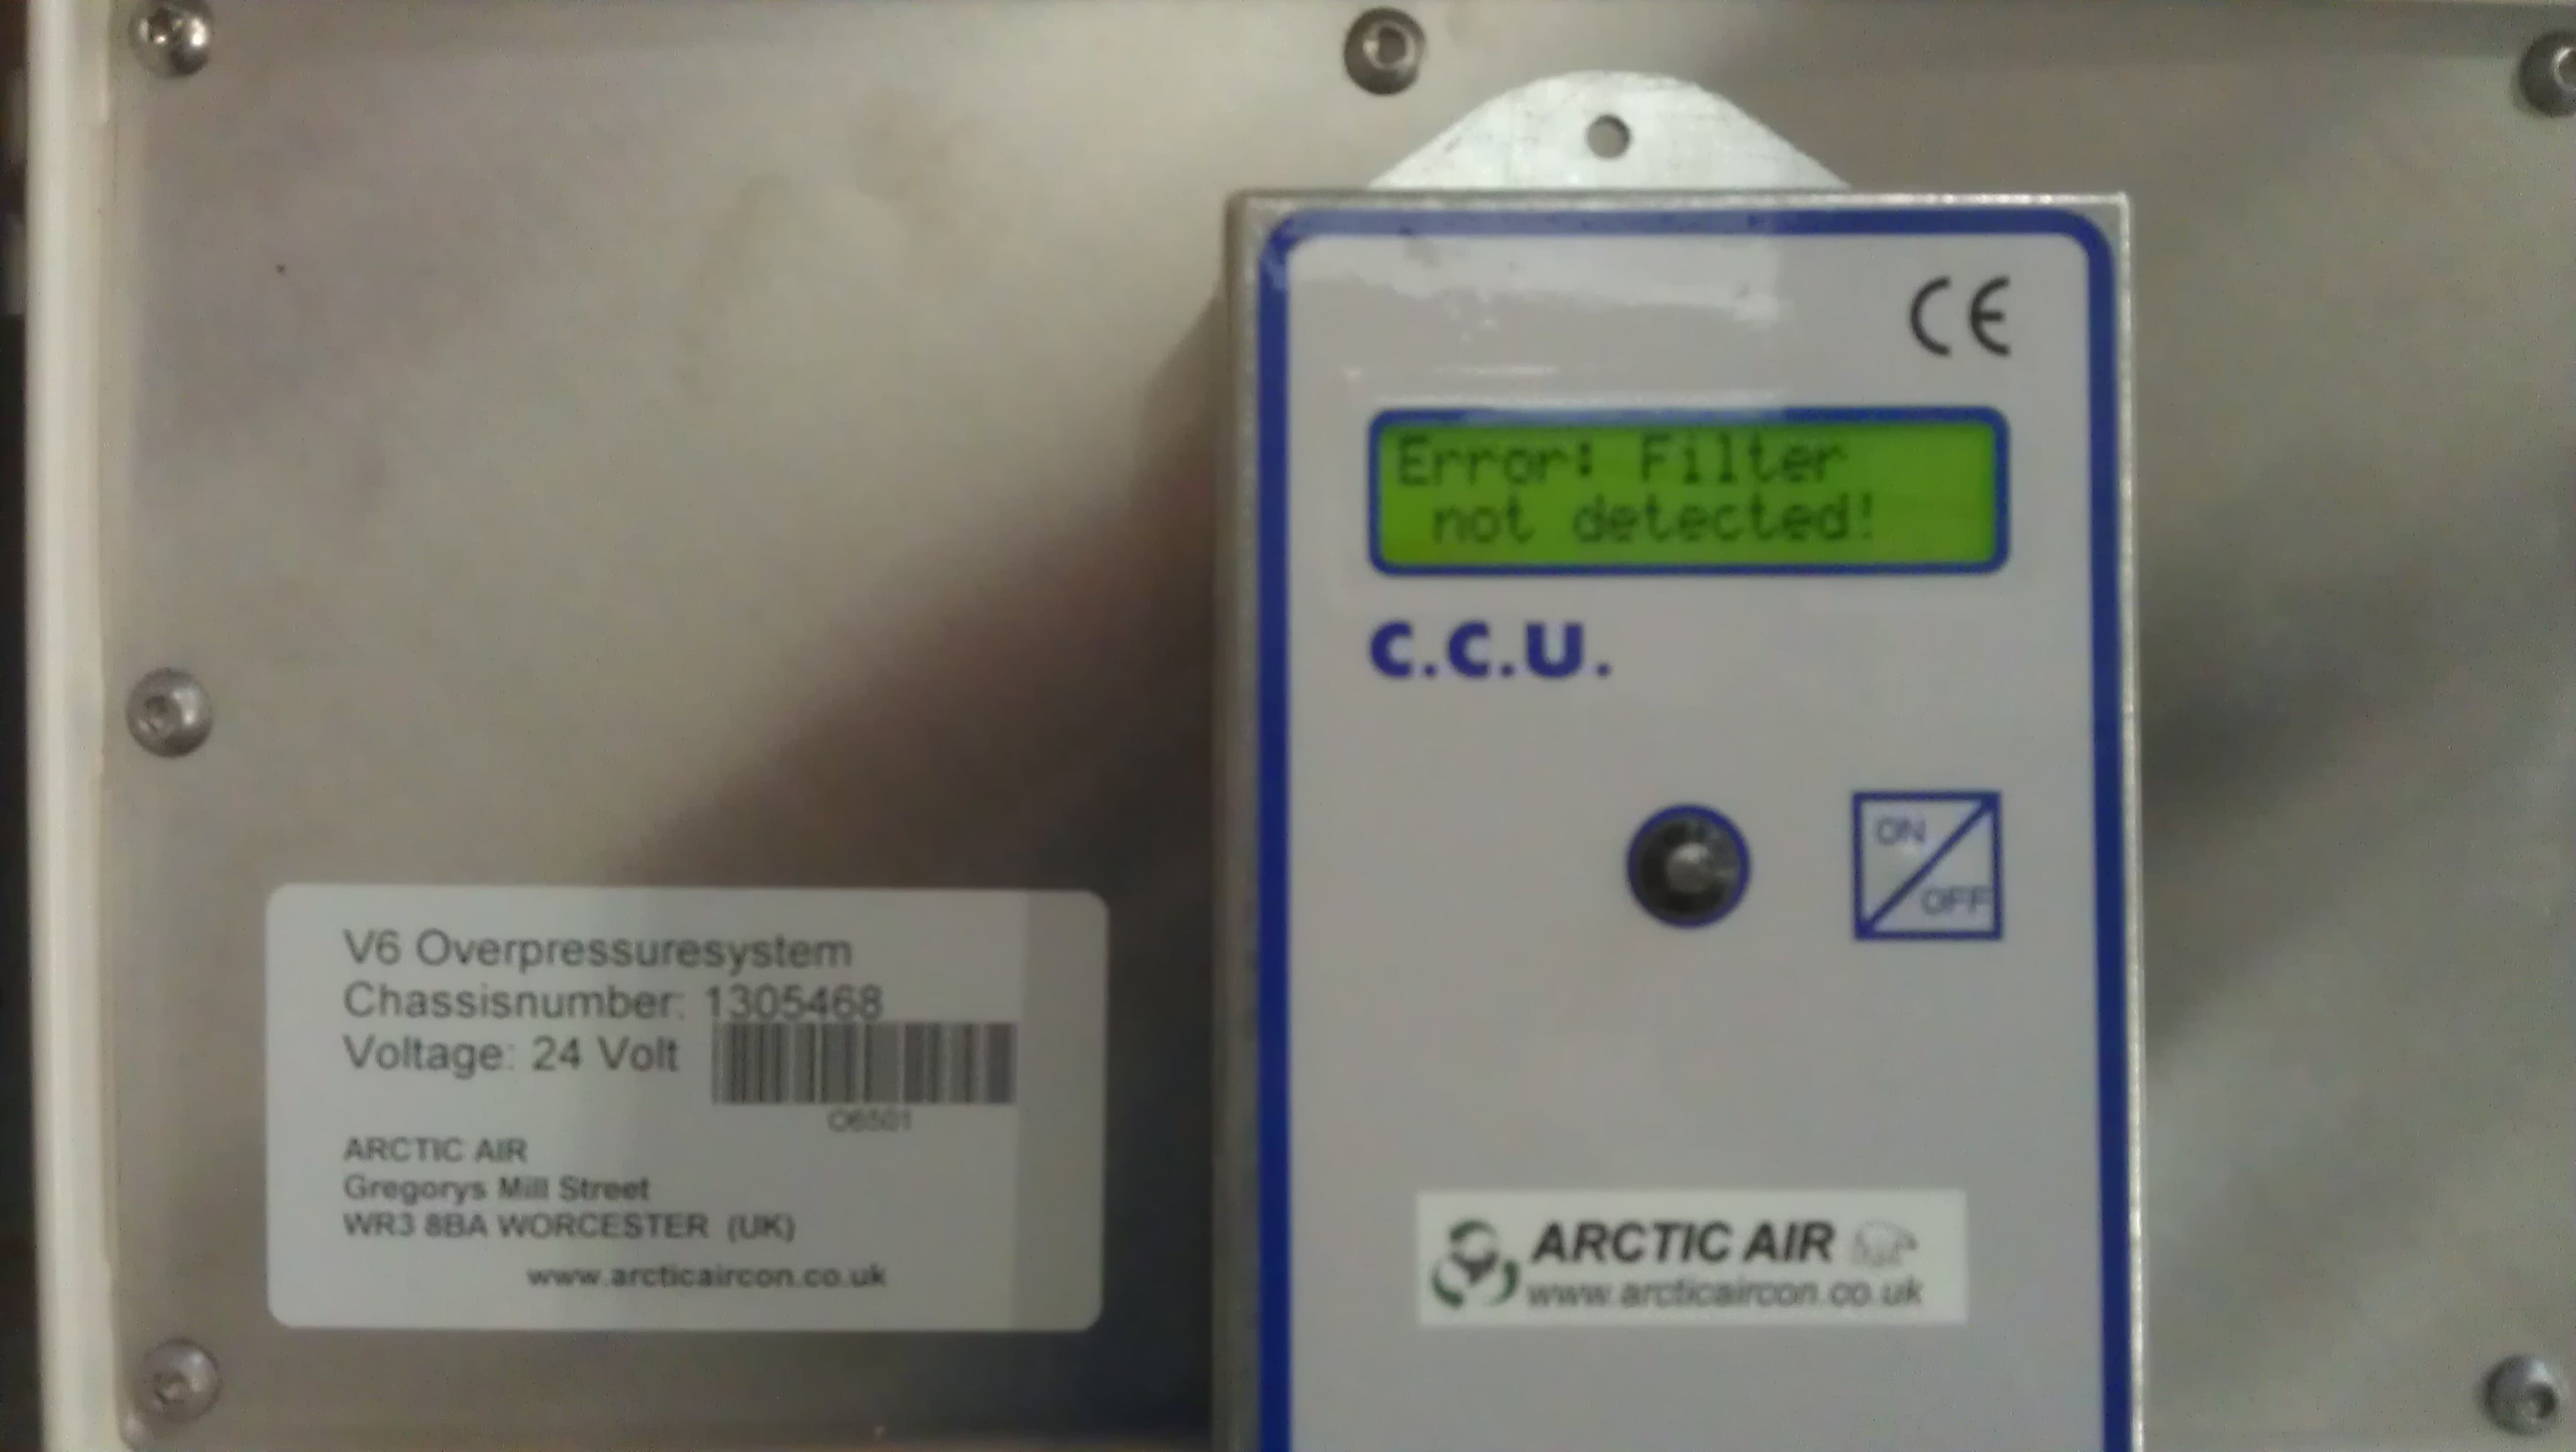 CE
Error: Filter
not detected!
C.C.U.
ON
OFF
V6 Overpressuresystem
Chassisnumber: 1305468
Voltage: 24 Volt
O6501
ARCTIC AIR
Gregorys Mill Street
WR3 8BA WORCESTER (UK)
www.arcticaircon.co.uk
ARCTIC AIR
www.arcticaircon.co.uk